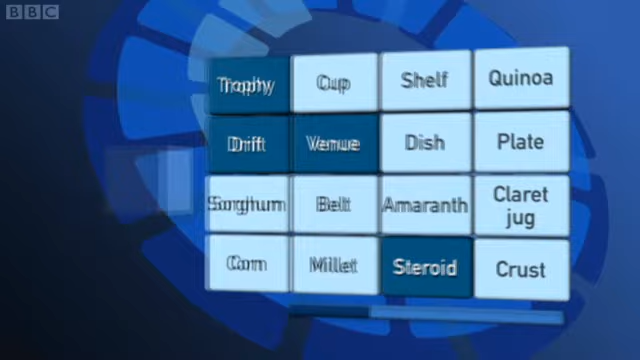 BBC
Trophy Cup Shelf Quinoa
Drift Venue Dish Plate
Sorghum Belt Amaranth Claret
jug
Corn Millet Steroid Crust